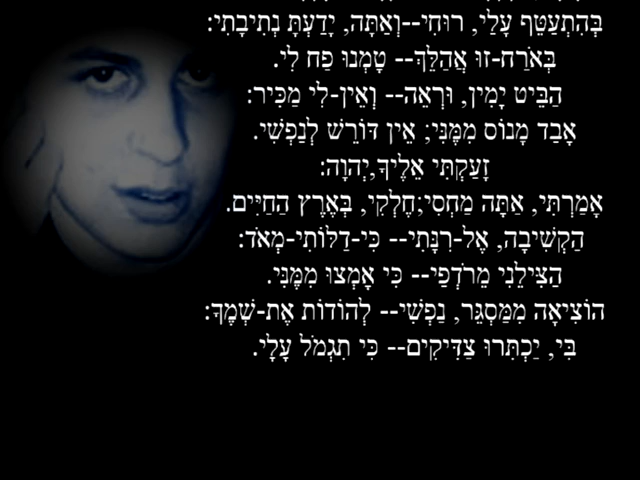 בְּהִתְעַטֵּף עָלַי, רוּחִי--וְאַתָּה, יָדַעְתָּ נְתִיבָתִי:
בְּאֹרַח-זוּ אֲהַלֵּךְ-- טָמְנוּ פַח לִי.
הַבֵּיט יָמִין, וּרְאֵה-- וְאֵין-לִי מַכִּיר:
אָבַד מָנוֹס מִמֶּנִּי; אֵין דּוֹרֵשׁ לְנַפְשִׁי.
זָעַקְתִּי אֵלֶיךָ,יְהוָה:
אָמַרְתִּי, אַתָּה מַחְסִי;חֶלְקִי, בְּאֶרֶץ הַחַיִּים.
הַקְשִׁיבָה, אֶל-רִנָּתִי-- כִּי-דַלּוֹתִי-מְאֹד:
הַצִּילֵנִי מֵרֹדְפַי-- כִּי אָמְצוּ מִמֶּנִּי.
הוֹצִיאָה מִמַּסְגֵּר, נַפְשִׁי-- לְהוֹדוֹת אֶת-שְׁמֶךָ:
בִּי, יַכְתִּרוּ צַדִּיקִים-- כִּי תִגְמֹל עָלָי.